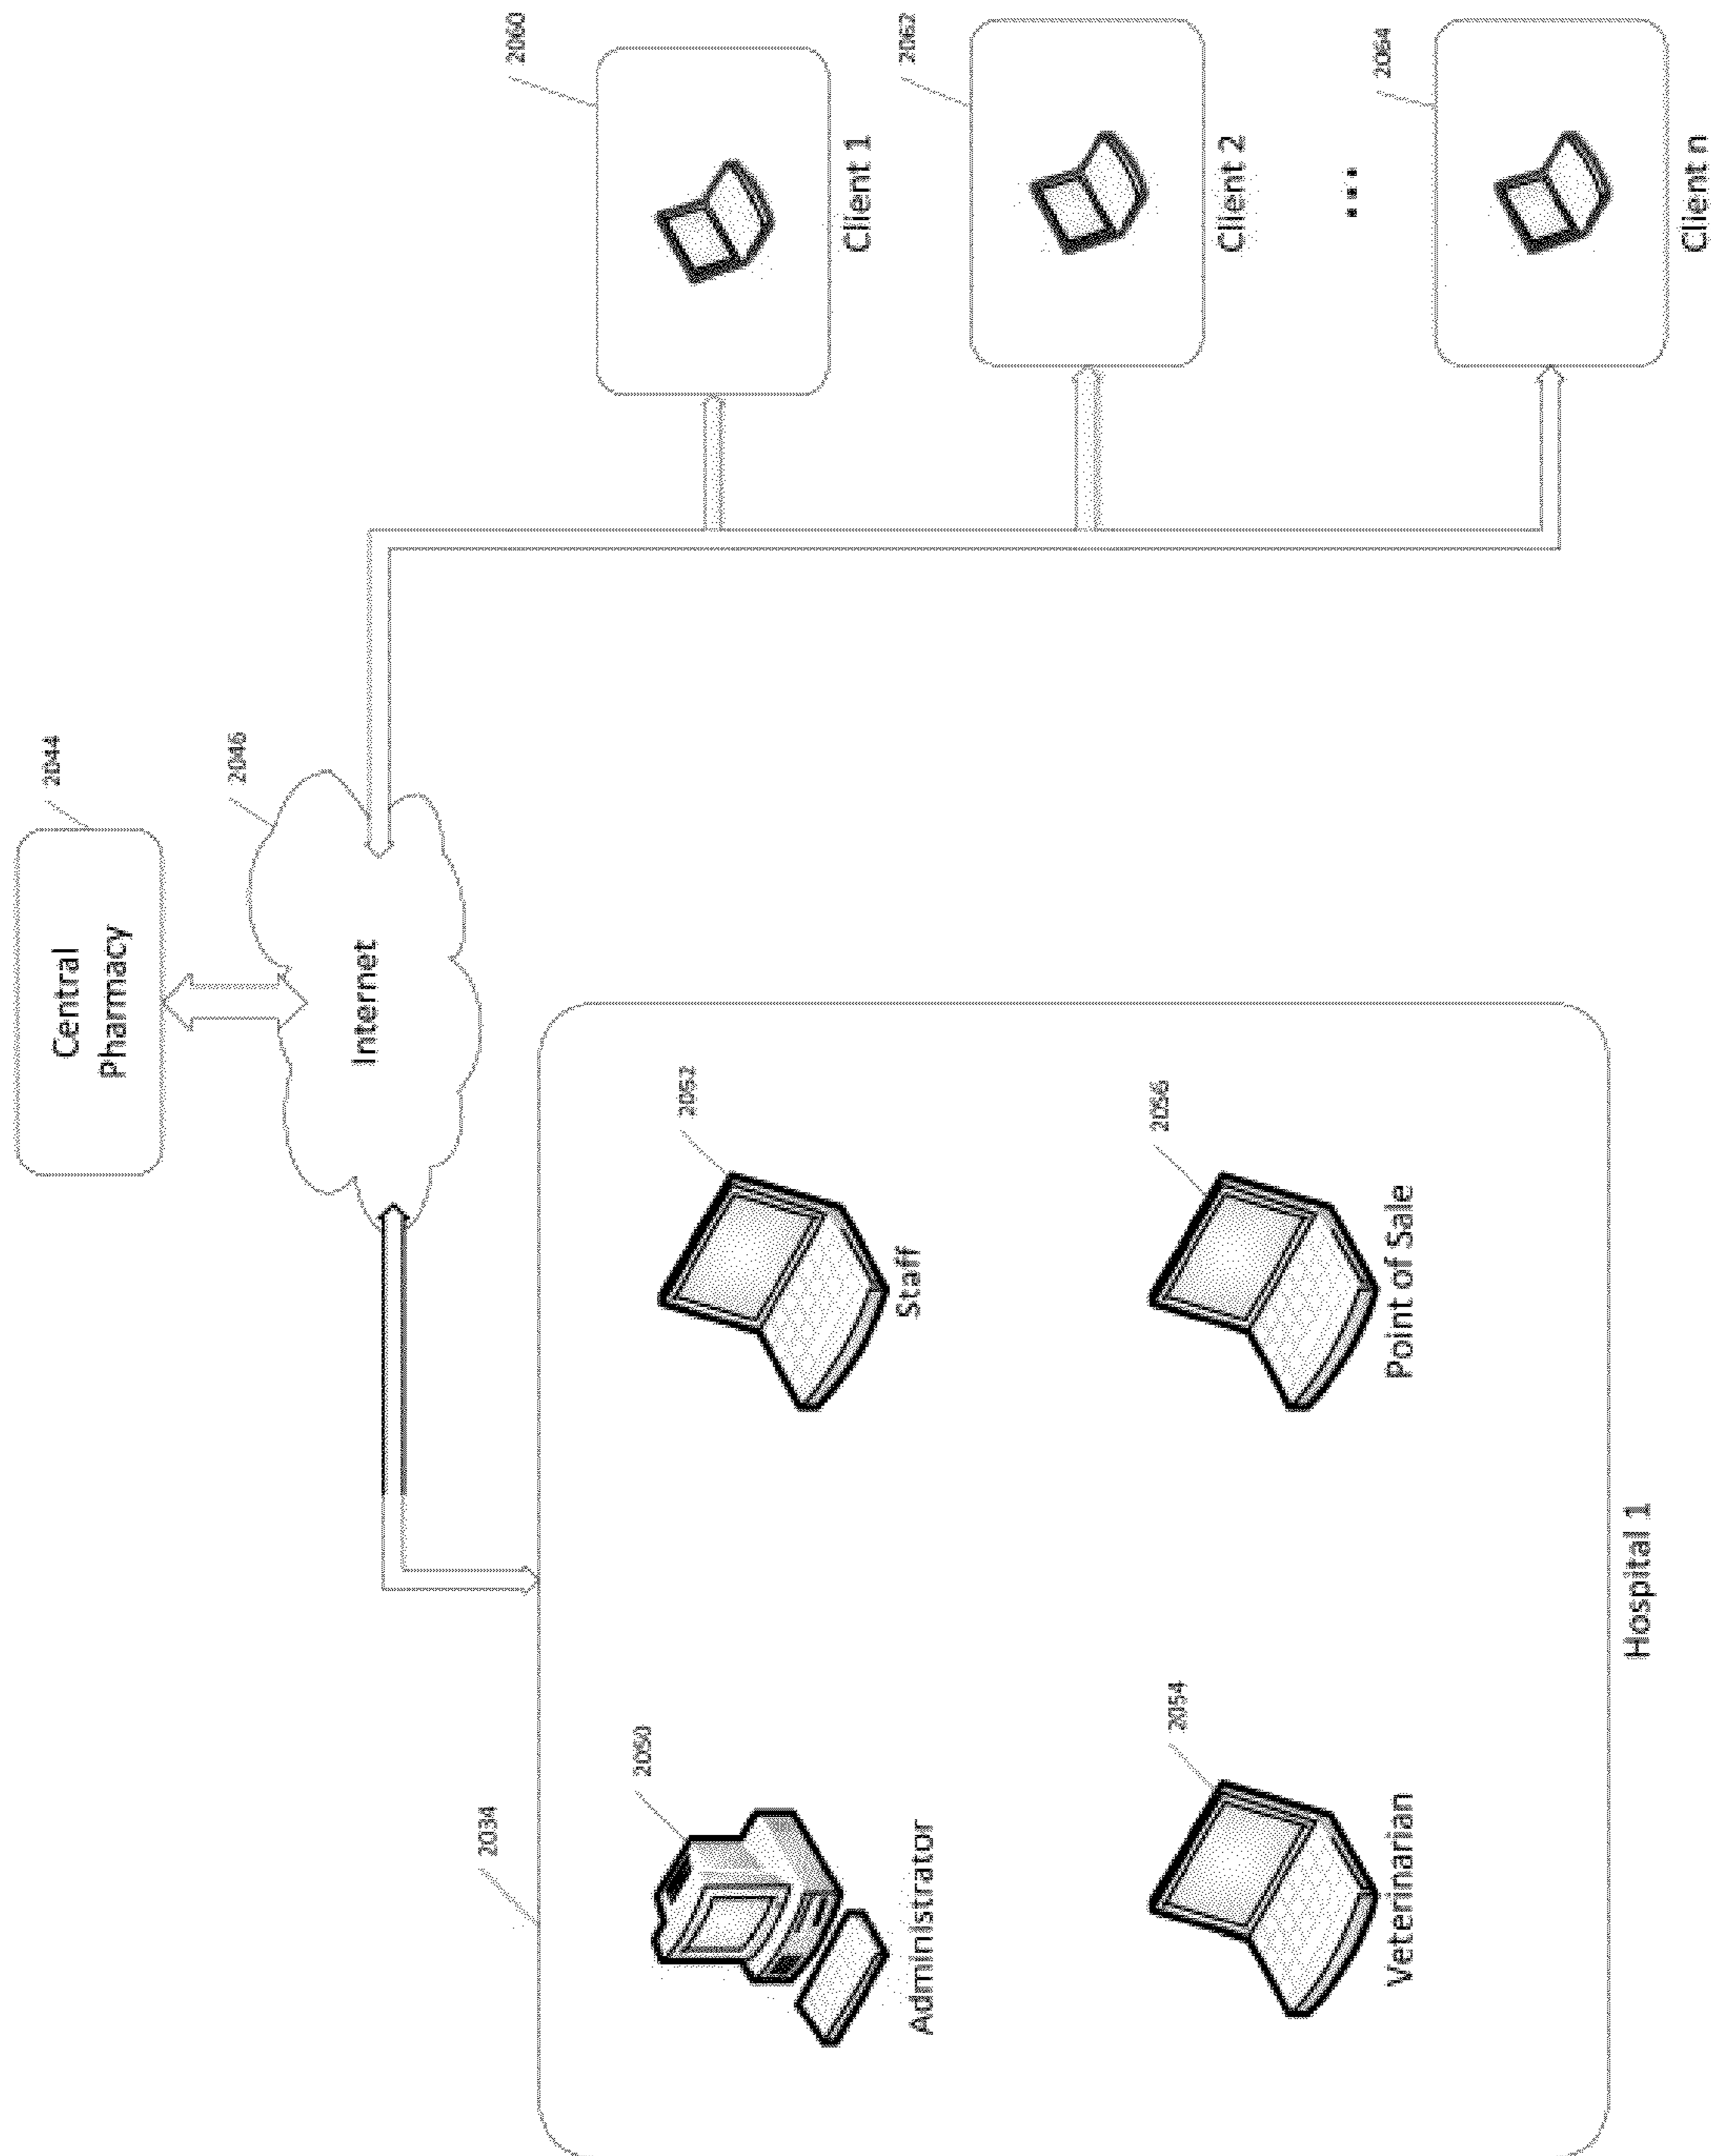 2044
Central
Pharmacy
2046
Internet
2034
2050
Administrator
2052
Staff
2054
Veterinarian
2056
Point of Sale
Hospital 1
2060
Client 1
2062
Client 2
...
2064
Client n